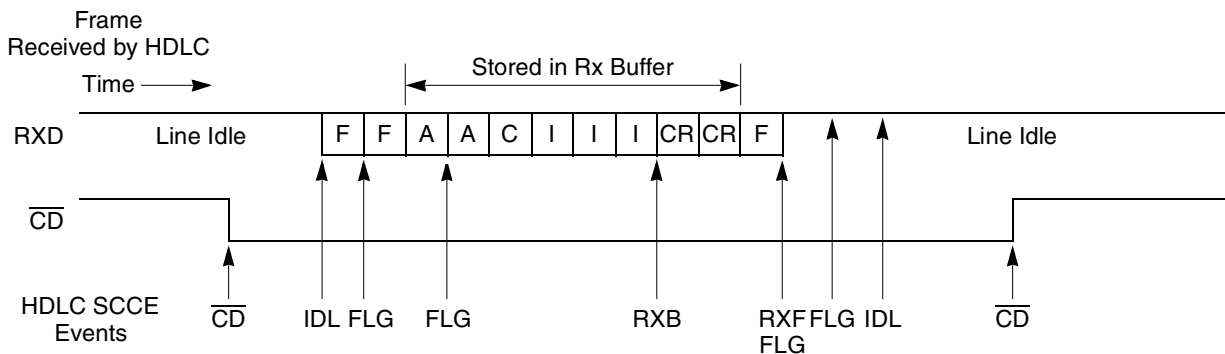 Frame
Received by HDLC
Stored in Rx Buffer
Time
RXD
Line Idle
F F A A C I I I CR CR F
Line Idle
CD
HDLC SCCE
Events
CD
IDL FLG
FLG
RXB
RXF
FLG
FLG IDL
CD